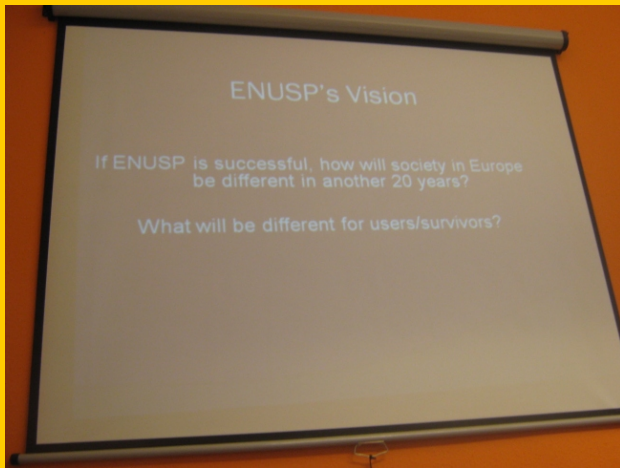 ENUSP's Vision
If ENUSP is successful, how will society in Europe
be different in another 20 years?
What will be different for users/survivors?